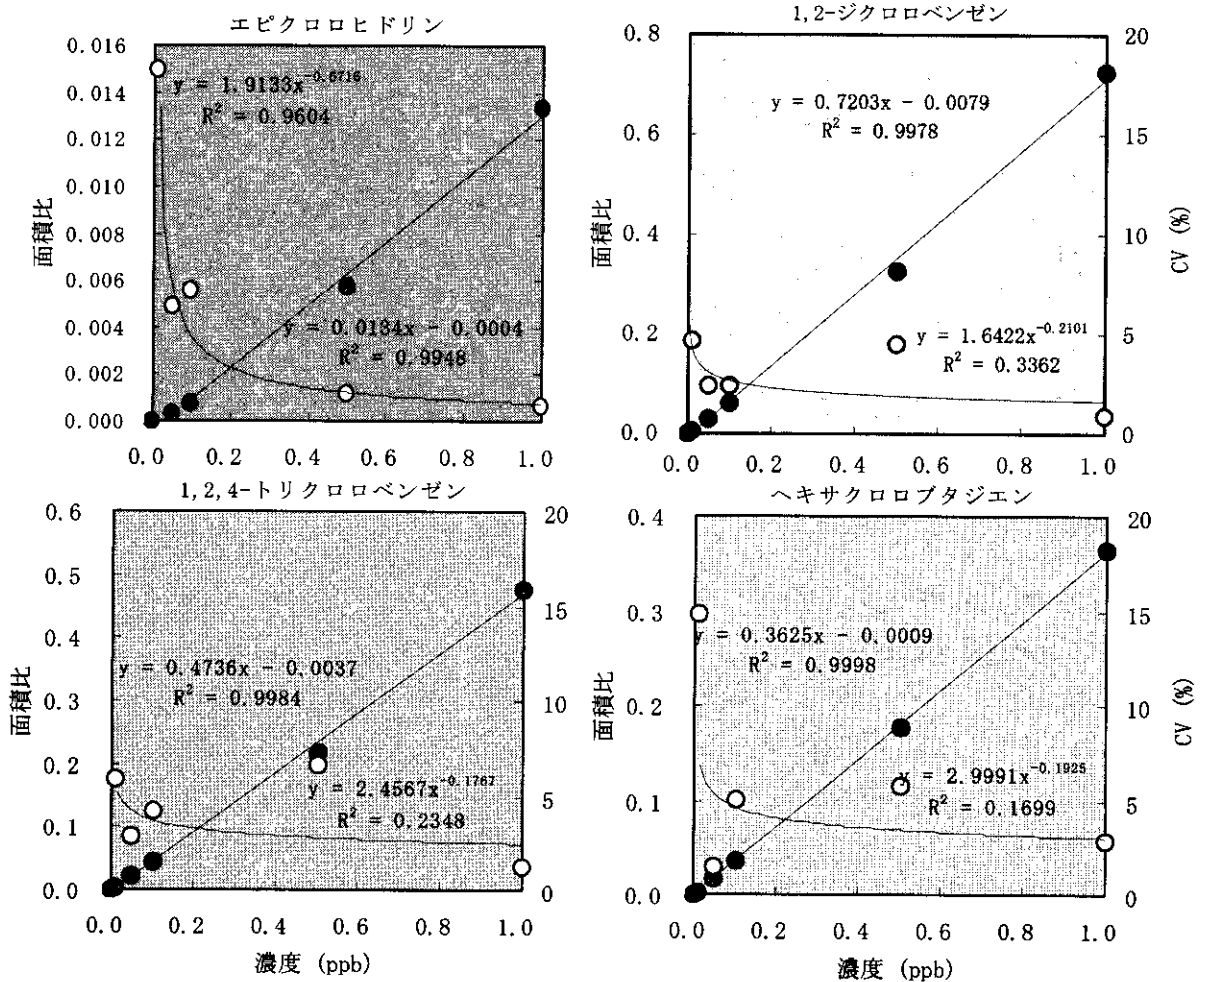 エピクロロヒドリン
0.016
0.014
0.012
0.010
0.008
0.006
0.004
0.002
0.000
面積比
y = 1.9133x^-0.6716
R² = 0.9604
y = 0.0134x - 0.0004
R² = 0.9948
0.0 0.2 0.4 0.6 0.8 1.0
1,2-ジクロロベンゼン
0.8
0.6
0.4
0.2
0.0
面積比
y = 0.7203x - 0.0079
R² = 0.9978
y = 1.6422x^-0.2101
R² = 0.3362
20
15
10
5
0
CV (%)
0.0 0.2 0.4 0.6 0.8 1.0
1,2,4-トリクロロベンゼン
0.6
0.5
0.4
0.3
0.2
0.1
0.0
面積比
y = 0.4736x - 0.0037
R² = 0.9984
y = 2.4567x^-0.1767
R² = 0.2348
20
15
10
5
0
0.0 0.2 0.4 0.6 0.8 1.0
濃度 (ppb)
ヘキサクロロブタジエン
0.4
0.3
0.2
0.1
0.0
面積比
y = 0.3625x - 0.0009
R² = 0.9998
y = 2.9991x^-0.1925
R² = 0.1699
20
15
10
5
0
CV (%)
0.0 0.2 0.4 0.6 0.8 1.0
濃度 (ppb)